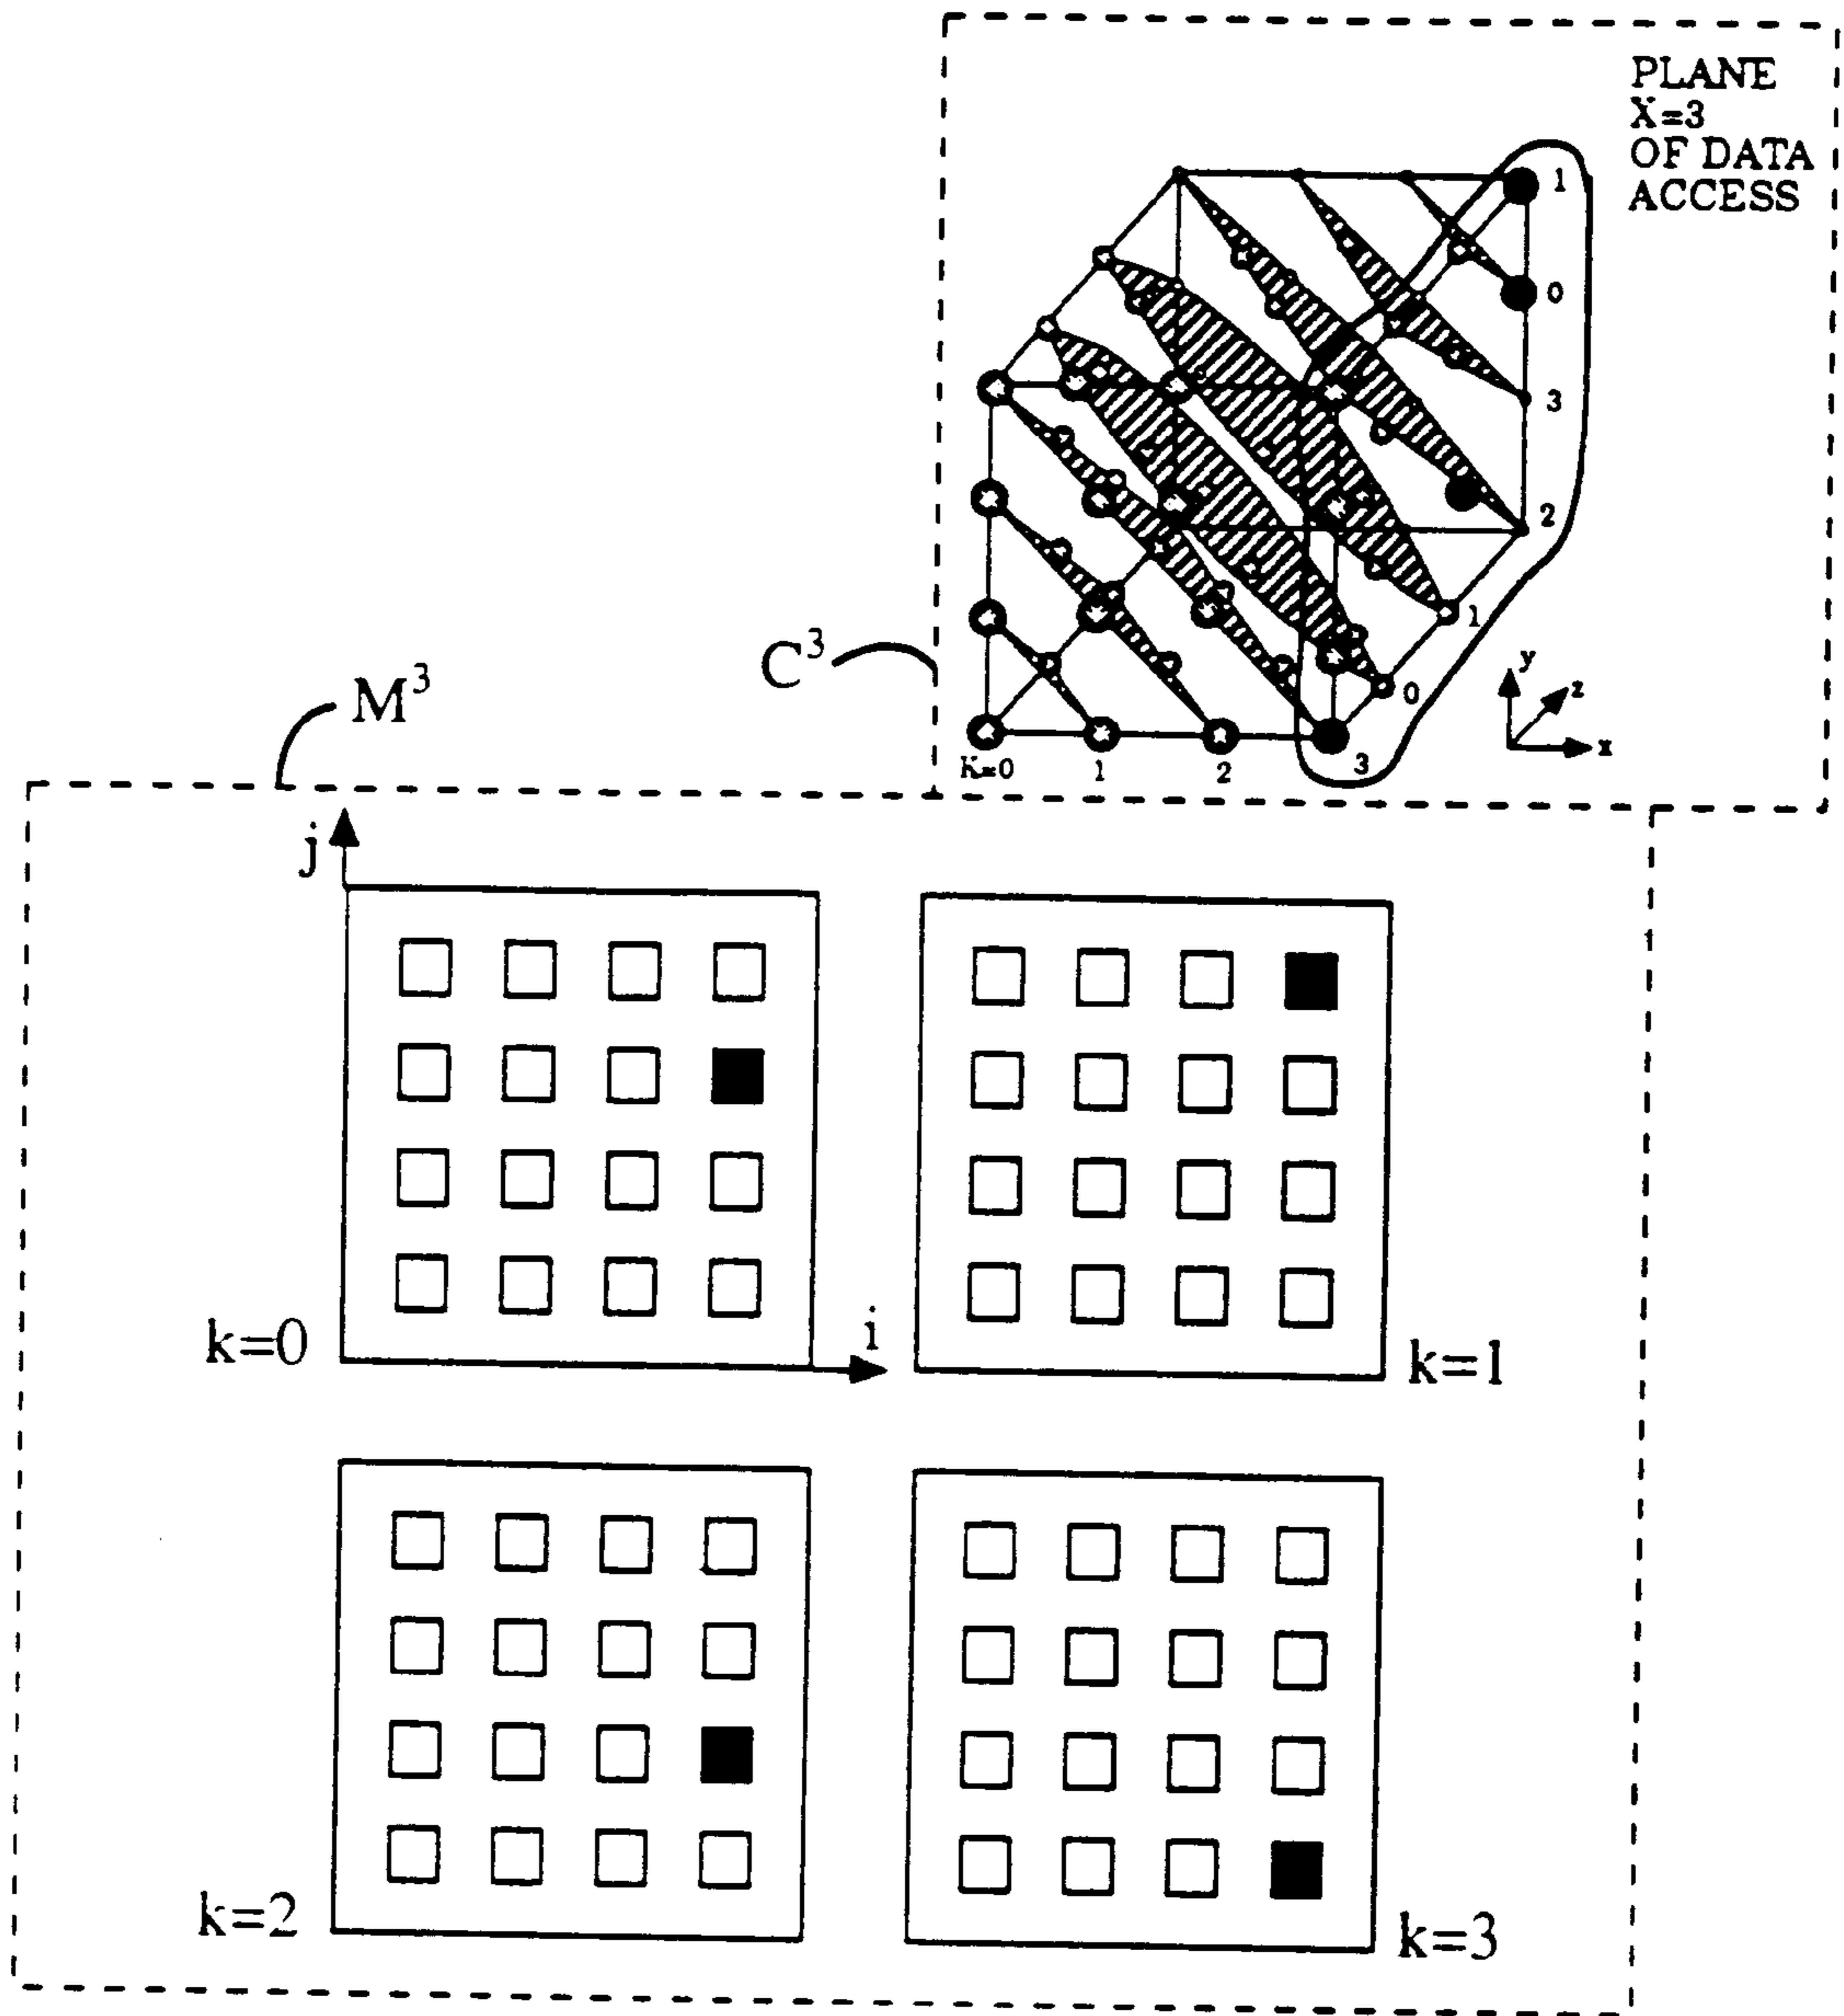 PLANE
X=3
OF DATA
ACCESS
1
0
3
2
1
0
3
K=0 1 2
y
z
x
C³
M³
j
i
k=0
k=1
k=2
k=3